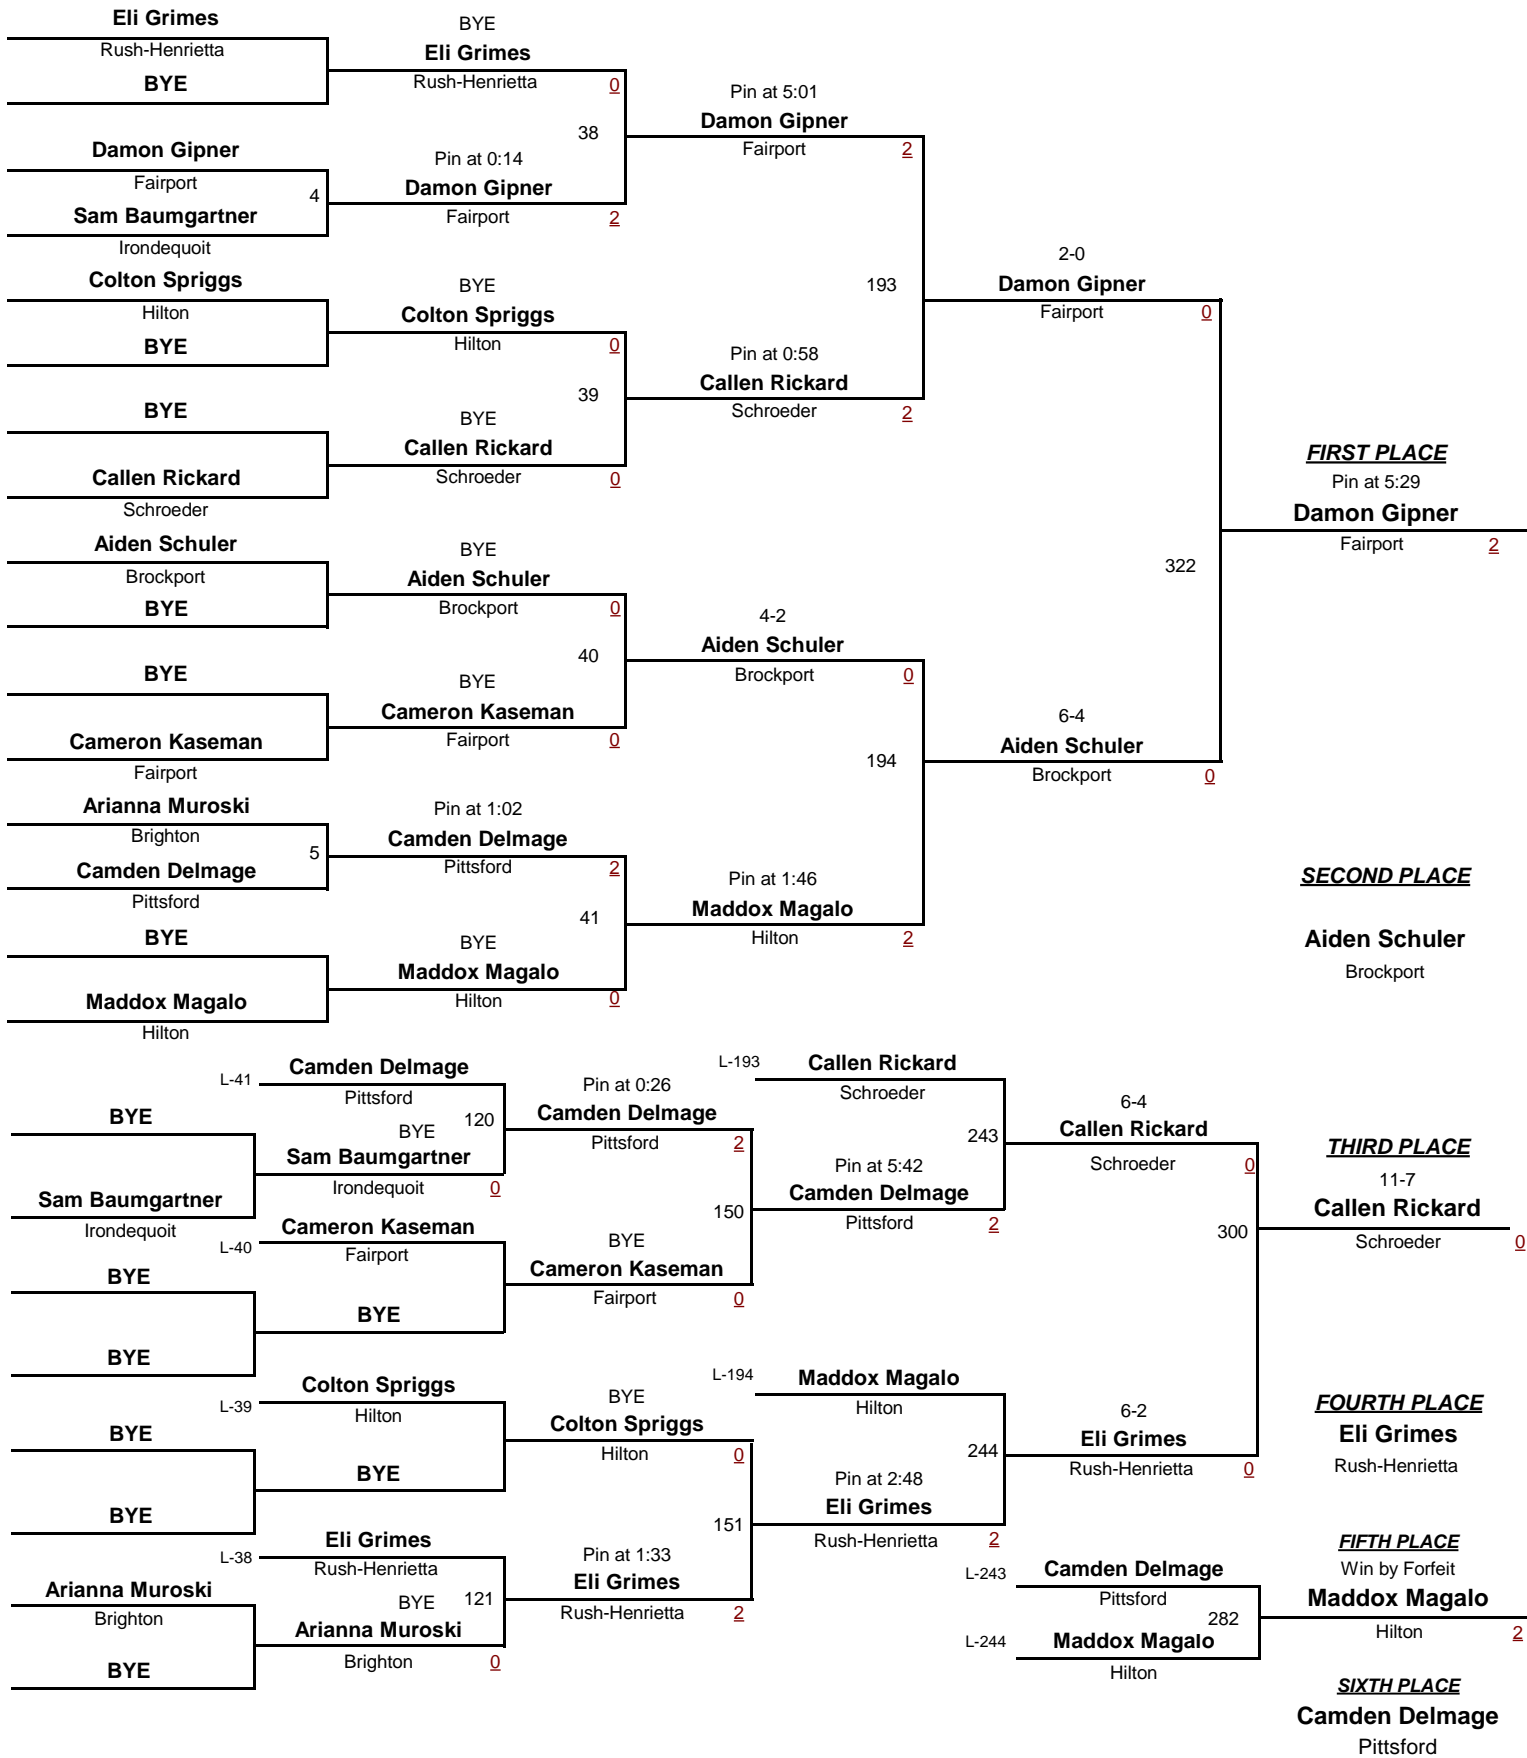 Eli Grimes
Rush-Henrietta
BYE
Damon Gipner
Fairport
4
Sam Baumgartner
Irondequoit
Colton Spriggs
Hilton
BYE
BYE
Callen Rickard
Schroeder
Aiden Schuler
Brockport
BYE
BYE
Cameron Kaseman
Fairport
Arianna Muroski
Brighton
5
Camden Delmage
Pittsford
BYE
Maddox Magalo
Hilton
BYE
Eli Grimes
Rush-Henrietta
0
38
Pin at 0:14
Damon Gipner
Fairport
2
BYE
Colton Spriggs
Hilton
0
39
BYE
Callen Rickard
Schroeder
0
BYE
Aiden Schuler
Brockport
0
40
BYE
Cameron Kaseman
Fairport
0
Pin at 1:02
Camden Delmage
Pittsford
2
41
BYE
Maddox Magalo
Hilton
0
Pin at 5:01
Damon Gipner
Fairport
2
193
Pin at 0:58
Callen Rickard
Schroeder
2
4-2
Aiden Schuler
Brockport
0
194
Pin at 1:46
Maddox Magalo
Hilton
2
2-0
Damon Gipner
Fairport
0
322
6-4
Aiden Schuler
Brockport
0
FIRST PLACE
Pin at 5:29
Damon Gipner
Fairport
2
SECOND PLACE
Aiden Schuler
Brockport
BYE
Sam Baumgartner
Irondequoit
BYE
BYE
BYE
BYE
Arianna Muroski
Brighton
BYE
L-41
Camden Delmage
Pittsford
120
BYE
Sam Baumgartner
Irondequoit
0
L-40
Cameron Kaseman
Fairport
BYE
L-39
Colton Spriggs
Hilton
BYE
L-38
Eli Grimes
Rush-Henrietta
121
BYE
Arianna Muroski
Brighton
0
Pin at 0:26
Camden Delmage
Pittsford
2
150
BYE
Cameron Kaseman
Fairport
0
BYE
Colton Spriggs
Hilton
0
151
Pin at 1:33
Eli Grimes
Rush-Henrietta
2
L-193
Callen Rickard
Schroeder
243
Pin at 5:42
Camden Delmage
Pittsford
2
L-194
Maddox Magalo
Hilton
244
Pin at 2:48
Eli Grimes
Rush-Henrietta
2
6-4
Callen Rickard
Schroeder
0
300
6-2
Eli Grimes
Rush-Henrietta
0
THIRD PLACE
11-7
Callen Rickard
Schroeder
0
FOURTH PLACE
Eli Grimes
Rush-Henrietta
L-243
Camden Delmage
Pittsford
282
L-244
Maddox Magalo
Hilton
FIFTH PLACE
Win by Forfeit
Maddox Magalo
Hilton
2
SIXTH PLACE
Camden Delmage
Pittsford